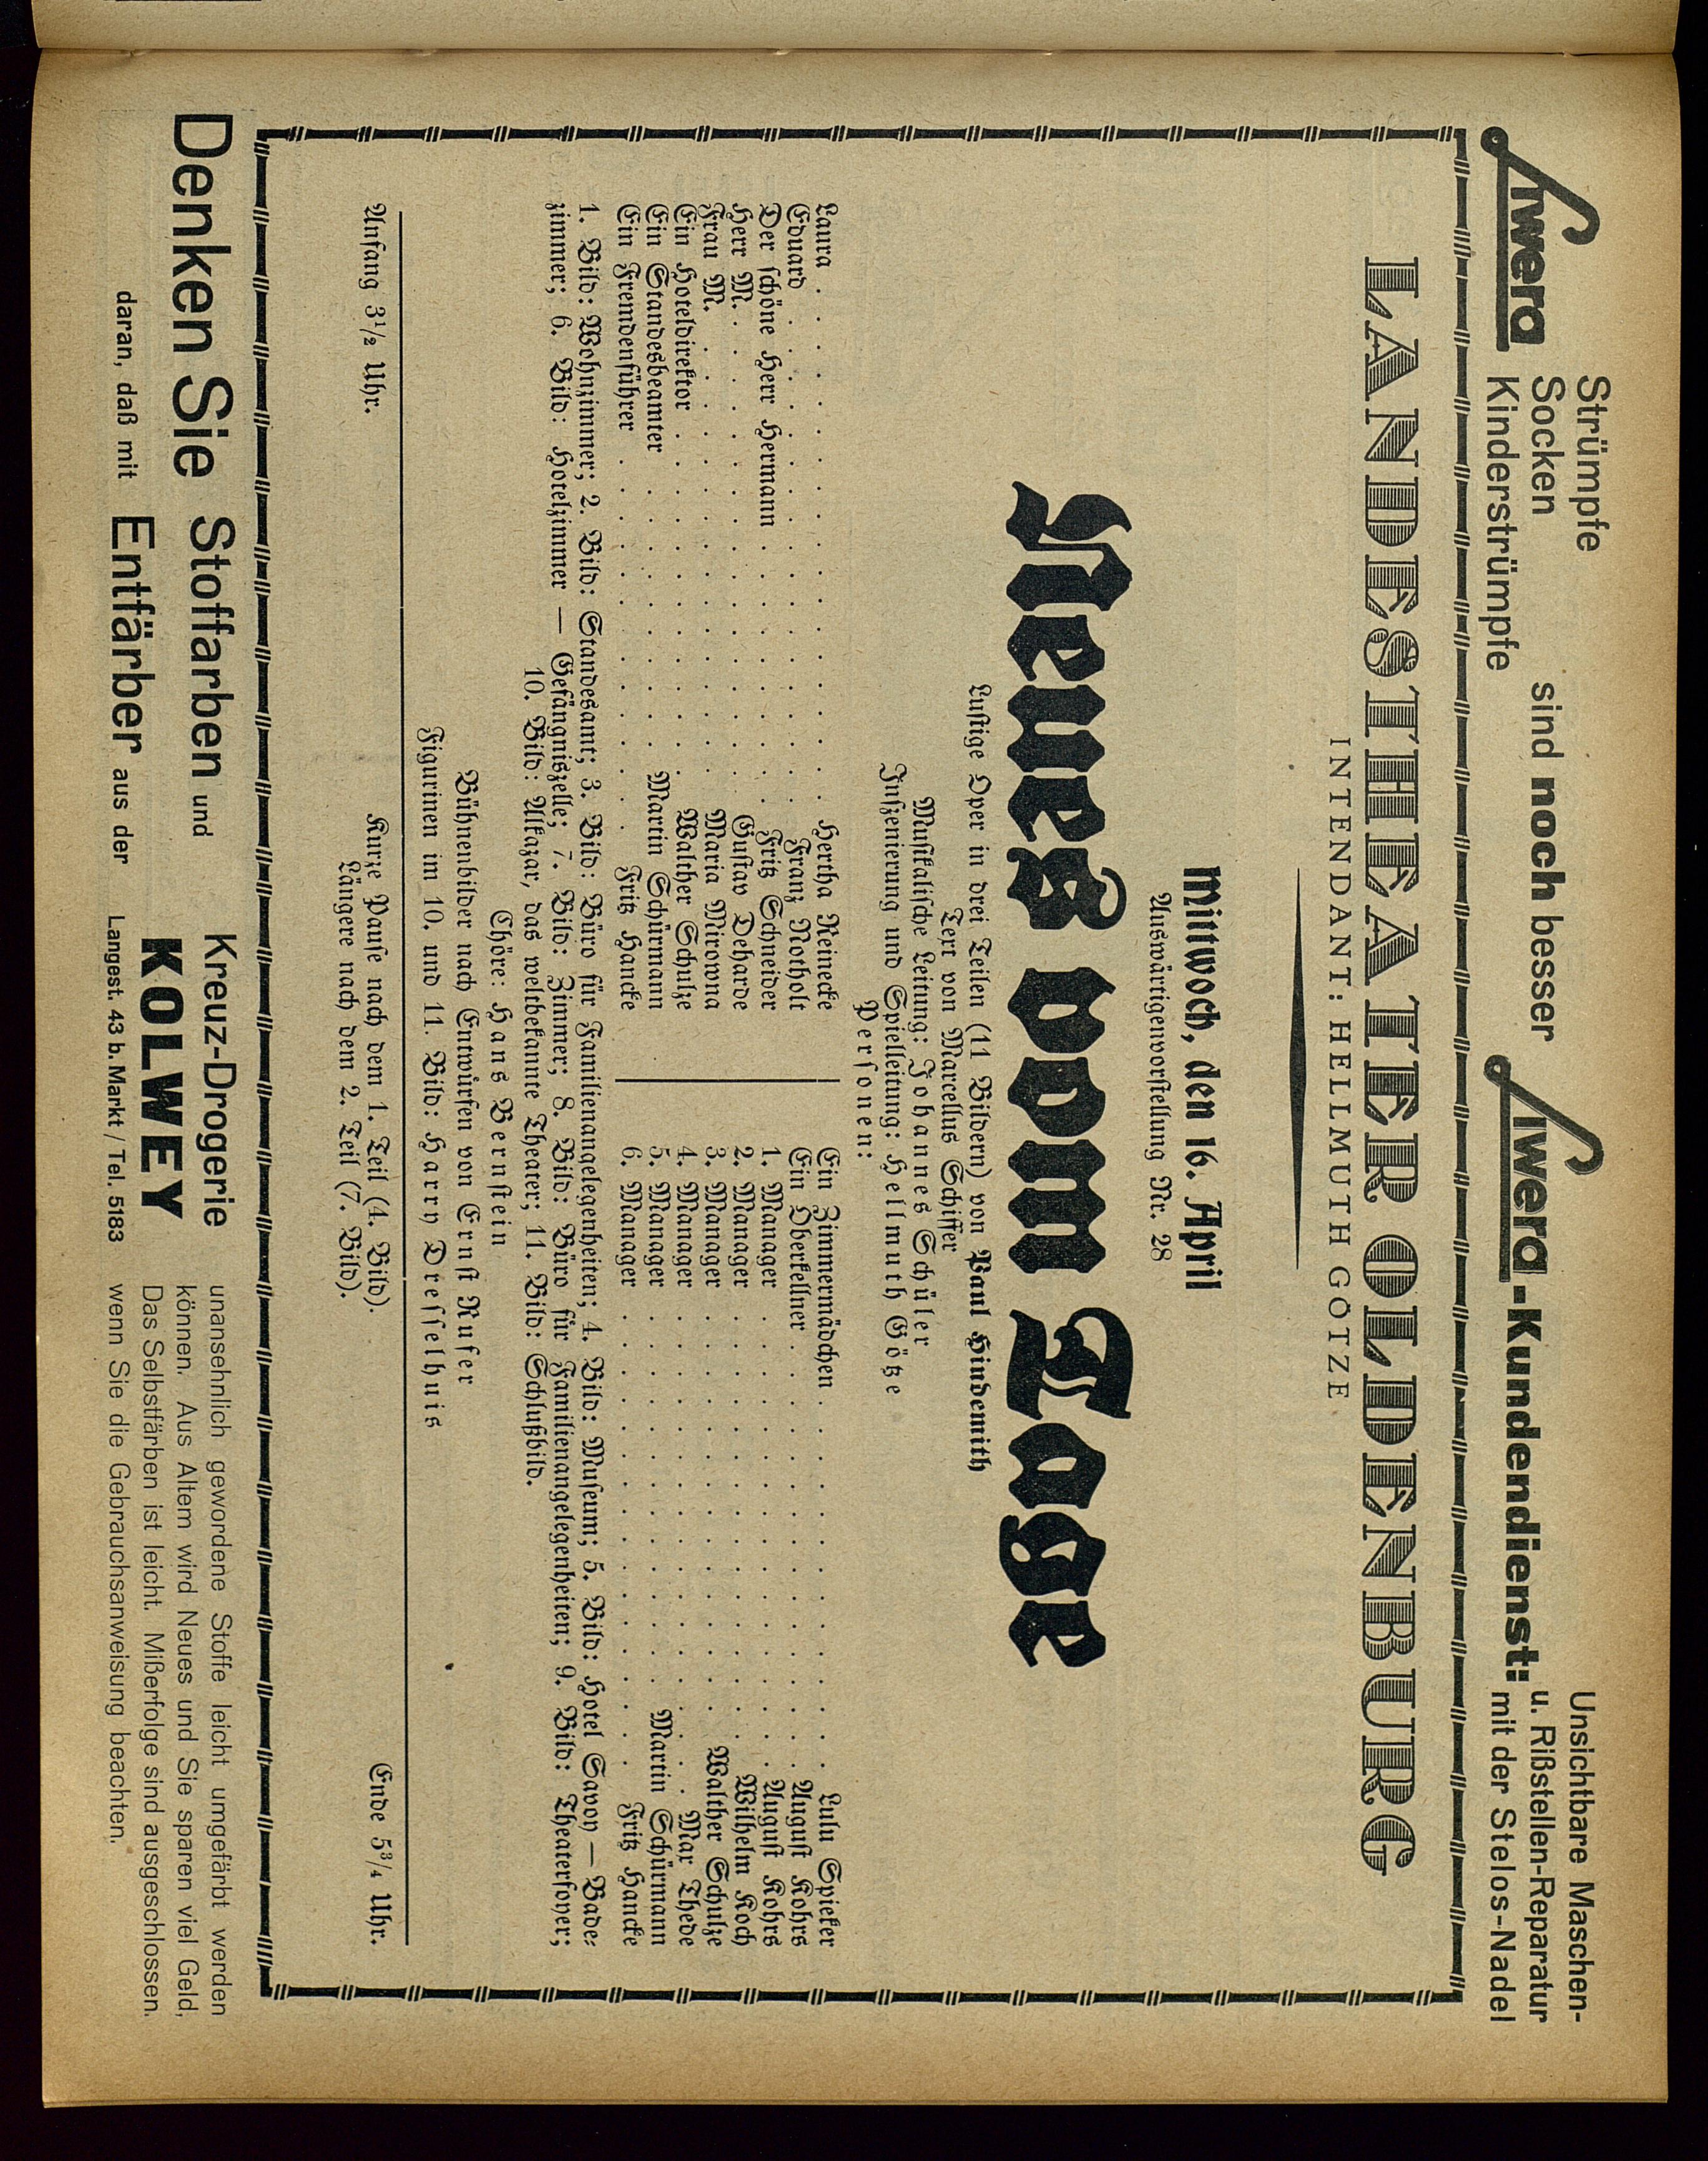 Siwera
Strümpfe
Socken
Kinderstrümpfe
sind noch besser
Siwera-Kundendienst:
Unsichtbare Maschen-
u. Rißstellen-Reparatur
mit der Stelos-Nadel
LANDESTHEATER OLDENBURG
INTENDANT: HELLMUTH GÖTZE
Mittwoch, den 16. April
Auswärtigenvorstellung Nr. 28
Neues vom Tage
Lustige Oper in drei Teilen (11 Bildern) von Paul Hindemith
Text von Marcellus Schiffer
Musikalische Leitung: Johannes Schüler
Inszenierung und Spielleitung: Hellmuth Götze
Personen:
Laura . . . . Hertha Reinecke
Eduard . . . . Franz Notholt
Der schöne Herr Hermann . . . . Fritz Schneider
Herr M. . . . . Gustav Deharde
Frau M. . . . . Maria Mirowna
Ein Hoteldirektor . . . . Walther Schulze
Ein Standesbeamter . . . . Martin Schürmann
Ein Fremdenführer . . . . Fritz Hancke
Ein Zimmermädchen . . . . Lulu Spieker
Ein Oberkellner . . . . August Kohrs
1. Manager . . . . August Kohrs
2. Manager . . . . Wilhelm Koch
3. Manager . . . . Walther Schulze
4. Manager . . . . Max Thede
5. Manager . . . . Martin Schürmann
6. Manager . . . . Fritz Hancke
1. Bild: Wohnzimmer; 2. Bild: Standesamt; 3. Bild: Büro für Familienangelegenheiten; 4. Bild: Museum; 5. Bild: Hotel Savoy — Bade-
zimmer; 6. Bild: Hotelzimmer — Gefängniszelle; 7. Bild: Zimmer; 8. Bild: Büro für Familienangelegenheiten; 9. Bild: Theaterfoyer;
10. Bild: Alkazar, das weltbekannte Theater; 11. Bild: Schlußbild.
Chöre: Hans Bernstein
Bühnenbilder nach Entwürfen von Ernst Rufer
Figurinen im 10. und 11. Bild: Harry Dresselhuis
Anfang 3½ Uhr.
Kurze Pause nach dem 1. Teil (4. Bild).
Längere nach dem 2. Teil (7. Bild).
Ende 5¾ Uhr.
Denken Sie
daran, daß mit
Stoffarben und
Entfärber aus der
Kreuz-Drogerie
KOLWEY
Langest. 43 b. Markt / Tel. 5183
unansehnlich gewordene Stoffe leicht umgefärbt werden
können. Aus Altem wird Neues und Sie sparen viel Geld,
Das Selbstfärben ist leicht. Mißerfolge sind ausgeschlossen.
wenn Sie die Gebrauchsanweisung beachten.